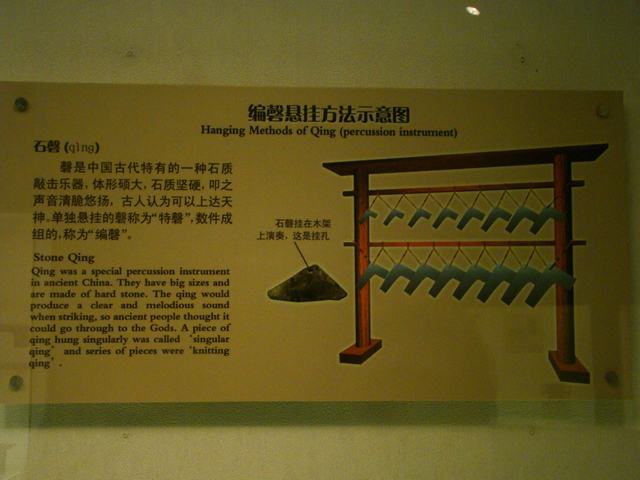 编磬悬挂方法示意图
Hanging Methods of Qing (percussion instrument)
石磬(qìng)
磬是中国古代特有的一种石质
敲击乐器，体形硕大，石质坚硬，叩之
声音清脆悠扬，古人认为可以上达天
神。单独悬挂的磬称为“特磬”，数件成
组的，称为“编磬”。
Stone Qing
Qing was a special percussion instrument
in ancient China. They have big sizes and
are made of hard stone. The qing would
produce a clear and melodious sound
when striking, so ancient people thought it
could go through to the Gods. A piece of
qing hung singularly was called ‘singular
qing’ and series of pieces were ‘knitting
qing’.
石磬挂在木架
上演奏，这是挂孔